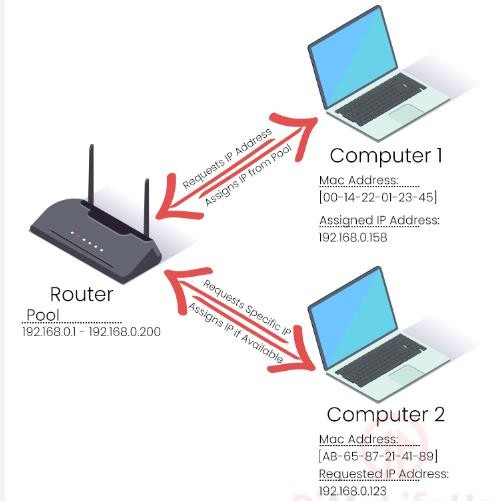 Requests IP Address
Assigns IP from Pool
Computer 1
Mac Address:
[00-14-22-01-23-45]
Assigned IP Address:
192.168.0.158
Router
Pool
192.168.0.1 - 192.168.0.200
Requests Specific IP
Assigns IP if Available
Computer 2
Mac Address:
[AB-65-87-21-41-89]
Requested IP Address:
192.168.0.123